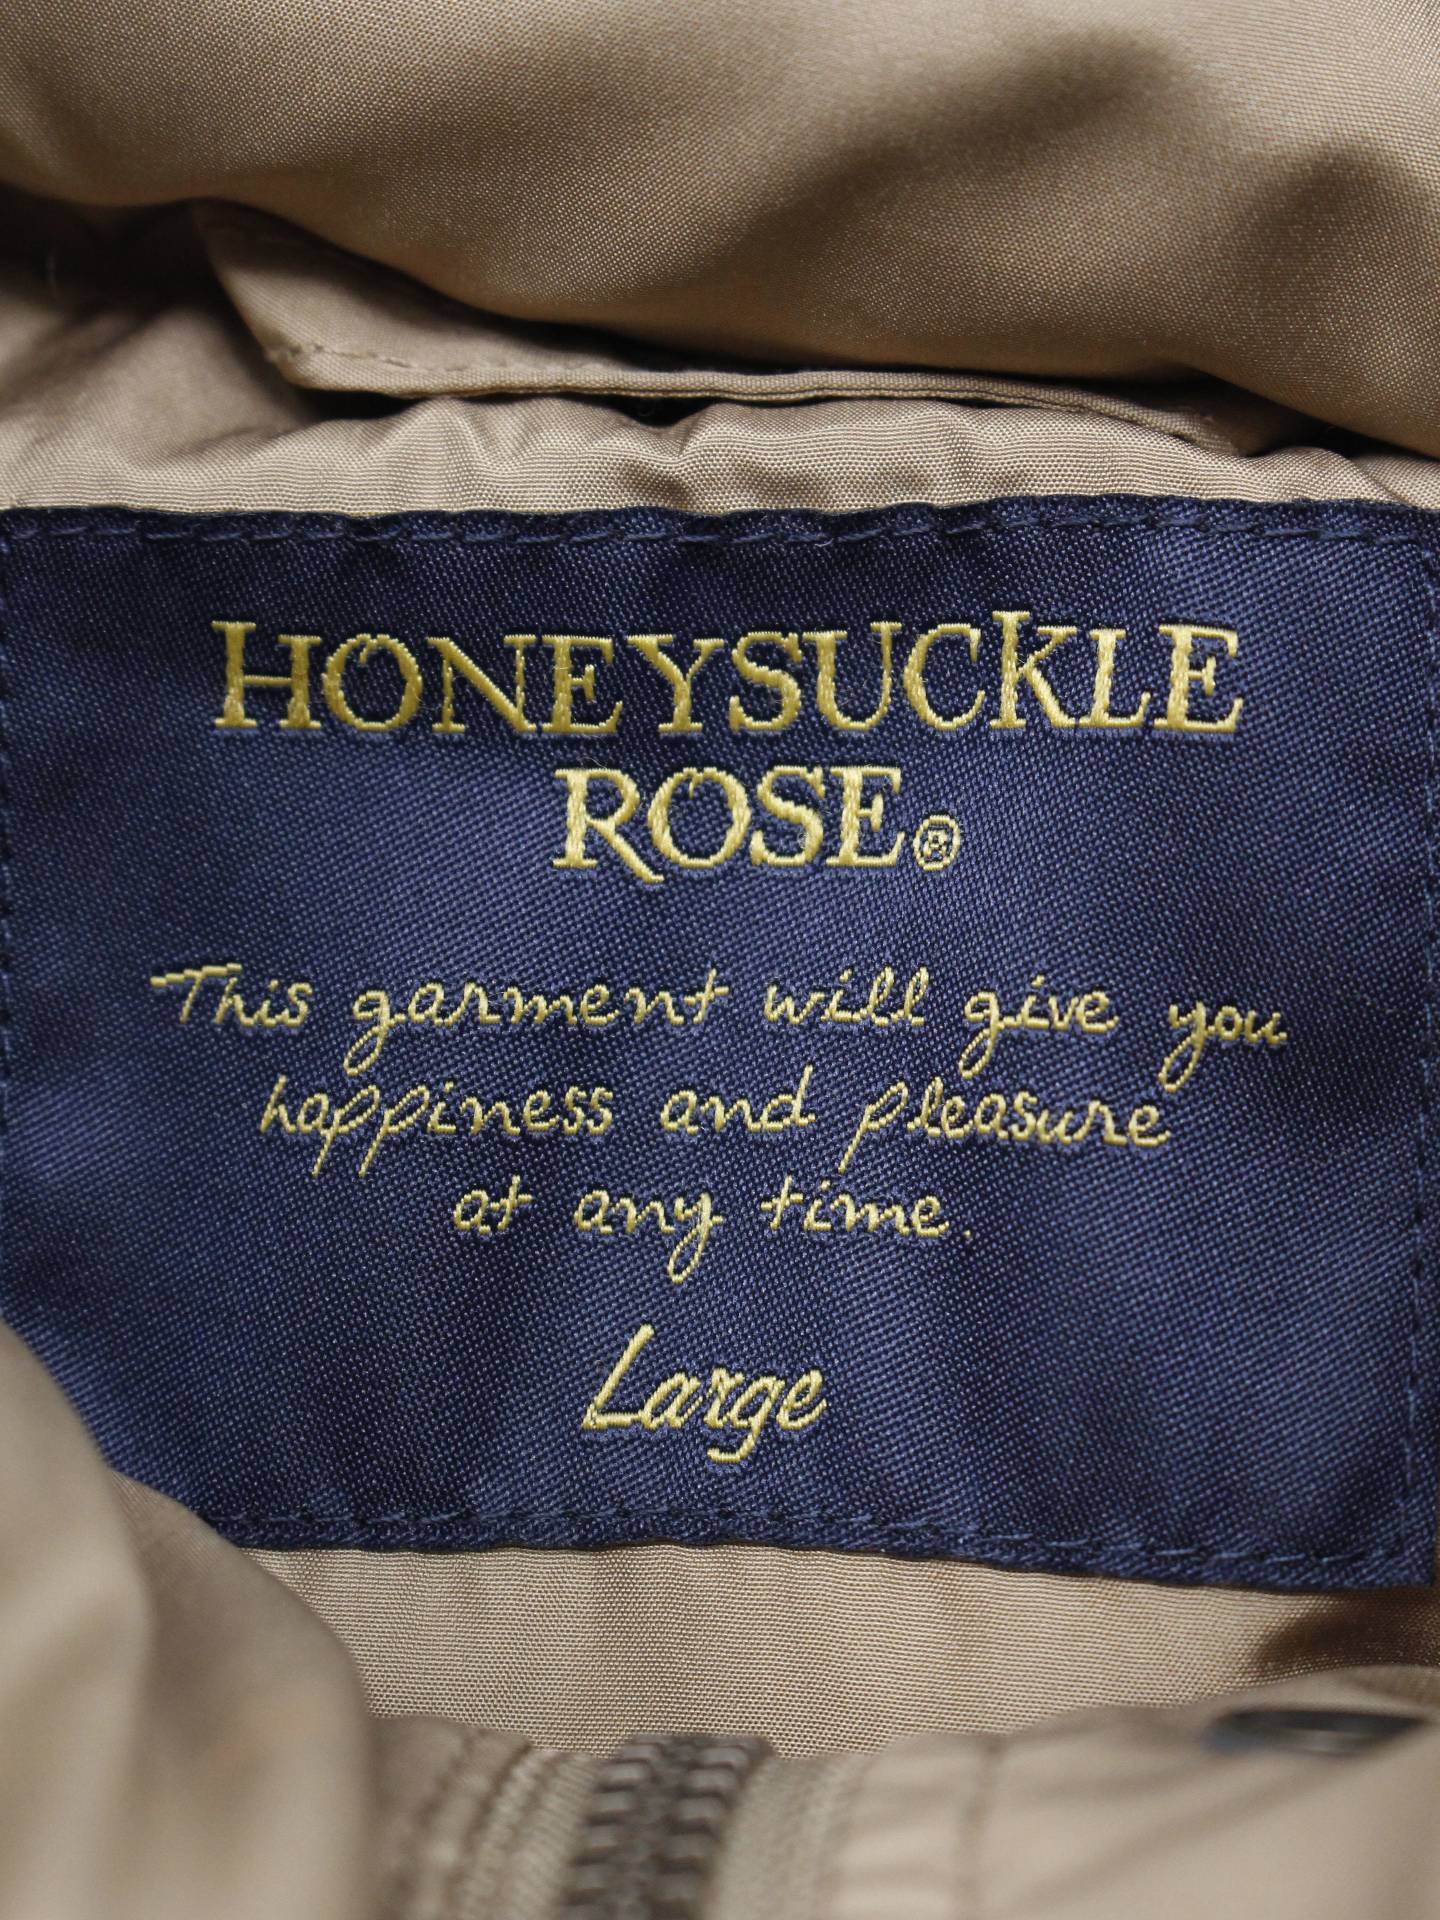 HONEYSUCKLE
ROSE®
This garment will give you
happiness and pleasure
at any time.
Large